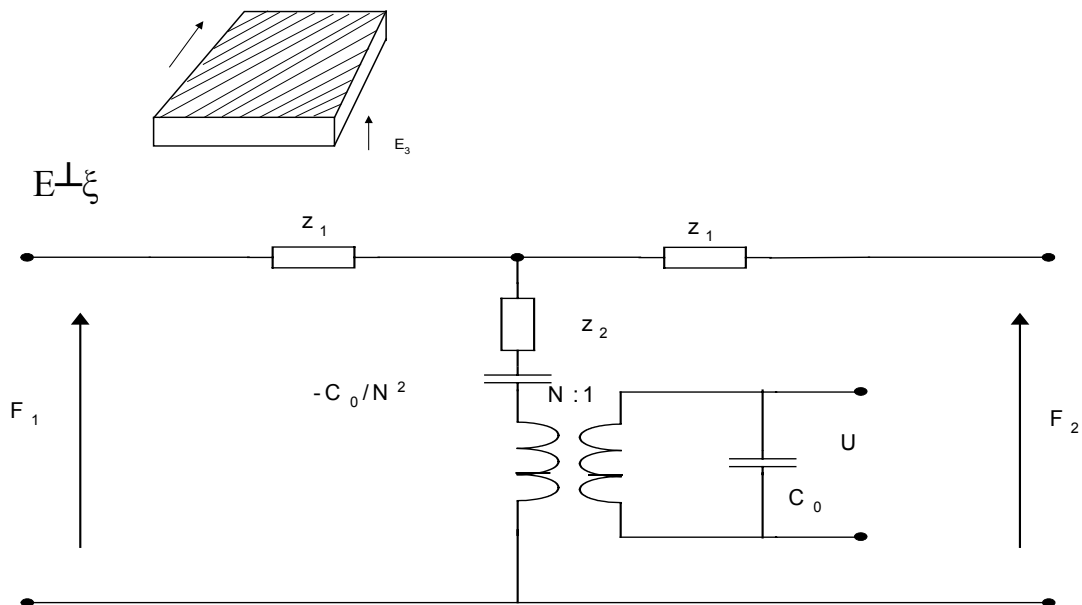 E₃
E⊥ξ
z₁
z₁
z₂
-C₀/N²
N:1
F₁
U
F₂
C₀